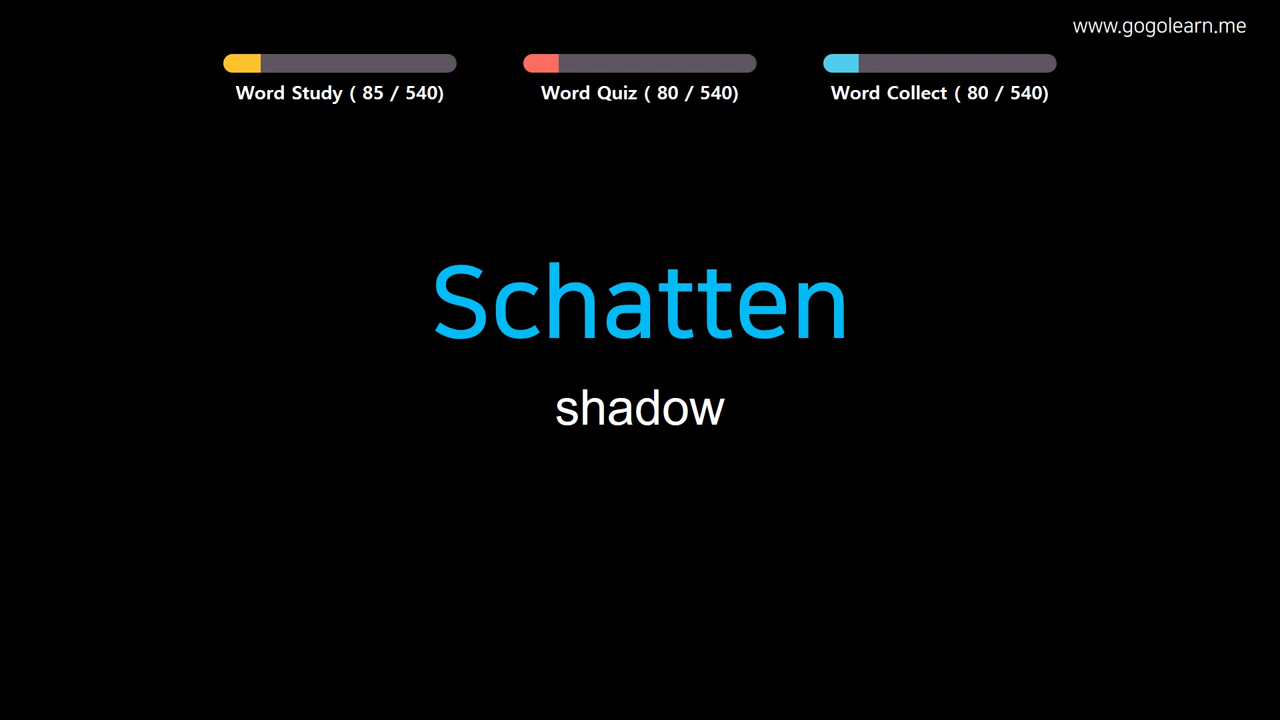 www.gogolearn.me
Word Study ( 85 / 540)
Word Quiz ( 80 / 540)
Word Collect ( 80 / 540)
Schatten
shadow